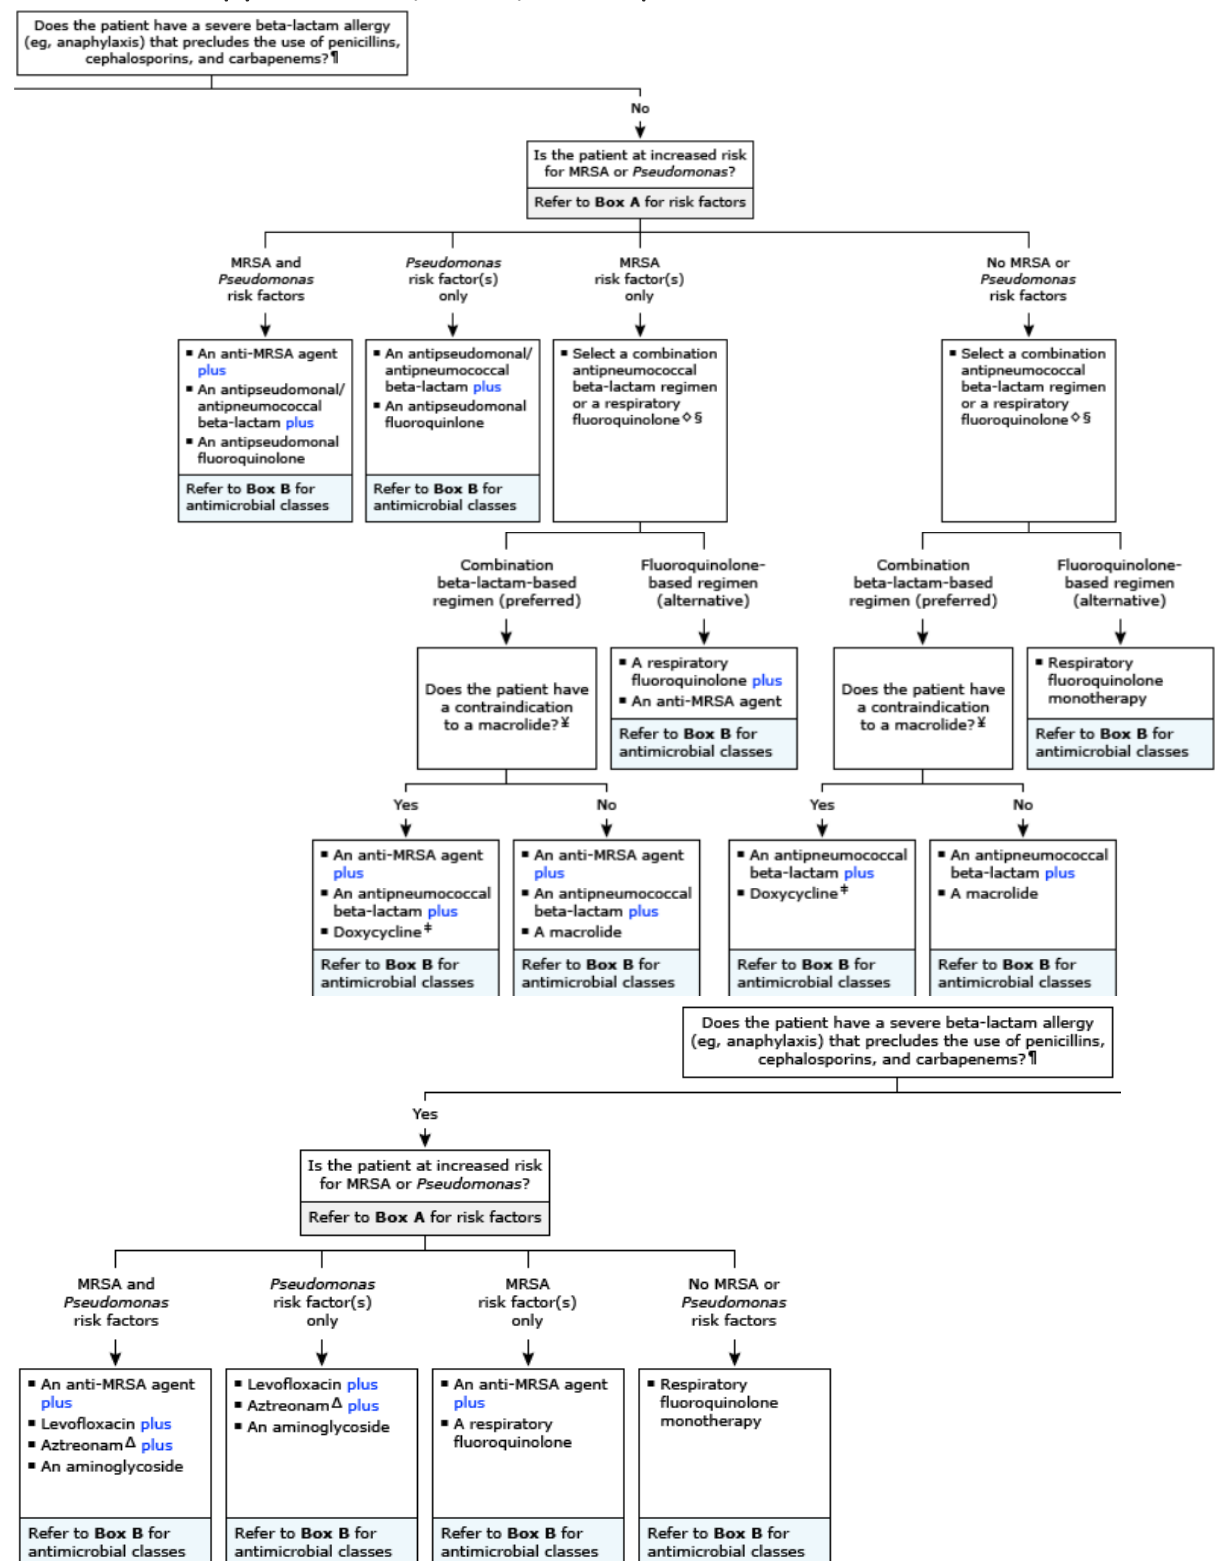 Does the patient have a severe beta-lactam allergy
(eg, anaphylaxis) that precludes the use of penicillins,
cephalosporins, and carbapenems?¶
No
Is the patient at increased risk
for MRSA or Pseudomonas?
Refer to Box A for risk factors
MRSA and
Pseudomonas
risk factors
Pseudomonas
risk factor(s)
only
MRSA
risk factor(s)
only
No MRSA or
Pseudomonas
risk factors
▪ An anti-MRSA agent
plus
▪ An antipseudomonal/
antipneumococcal
beta-lactam plus
▪ An antipseudomonal
fluoroquinolone
Refer to Box B for
antimicrobial classes
▪ An antipseudomonal/
antipneumococcal
beta-lactam plus
▪ An antipseudomonal
fluoroquinlone
Refer to Box B for
antimicrobial classes
▪ Select a combination
antipneumococcal
beta-lactam regimen
or a respiratory
fluoroquinolone◇§
▪ Select a combination
antipneumococcal
beta-lactam regimen
or a respiratory
fluoroquinolone◇§
Combination
beta-lactam-based
regimen (preferred)
Fluoroquinolone-
based regimen
(alternative)
Combination
beta-lactam-based
regimen (preferred)
Fluoroquinolone-
based regimen
(alternative)
Does the patient have
a contraindication
to a macrolide?¥
▪ A respiratory
fluoroquinolone plus
▪ An anti-MRSA agent
Refer to Box B for
antimicrobial classes
Does the patient have
a contraindication
to a macrolide?¥
▪ Respiratory
fluoroquinolone
monotherapy
Refer to Box B for
antimicrobial classes
Yes
No
Yes
No
▪ An anti-MRSA agent
plus
▪ An antipneumococcal
beta-lactam plus
▪ Doxycycline‡
Refer to Box B for
antimicrobial classes
▪ An anti-MRSA agent
plus
▪ An antipneumococcal
beta-lactam plus
▪ A macrolide
Refer to Box B for
antimicrobial classes
▪ An antipneumococcal
beta-lactam plus
▪ Doxycycline‡
Refer to Box B for
antimicrobial classes
▪ An antipneumococcal
beta-lactam plus
▪ A macrolide
Refer to Box B for
antimicrobial classes
Does the patient have a severe beta-lactam allergy
(eg, anaphylaxis) that precludes the use of penicillins,
cephalosporins, and carbapenems?¶
Yes
Is the patient at increased risk
for MRSA or Pseudomonas?
Refer to Box A for risk factors
MRSA and
Pseudomonas
risk factors
Pseudomonas
risk factor(s)
only
MRSA
risk factor(s)
only
No MRSA or
Pseudomonas
risk factors
▪ An anti-MRSA agent
plus
▪ Levofloxacin plus
▪ AztreonamΔ plus
▪ An aminoglycoside
Refer to Box B for
antimicrobial classes
▪ Levofloxacin plus
▪ AztreonamΔ plus
▪ An aminoglycoside
Refer to Box B for
antimicrobial classes
▪ An anti-MRSA agent
plus
▪ A respiratory
fluoroquinolone
Refer to Box B for
antimicrobial classes
▪ Respiratory
fluoroquinolone
monotherapy
Refer to Box B for
antimicrobial classes